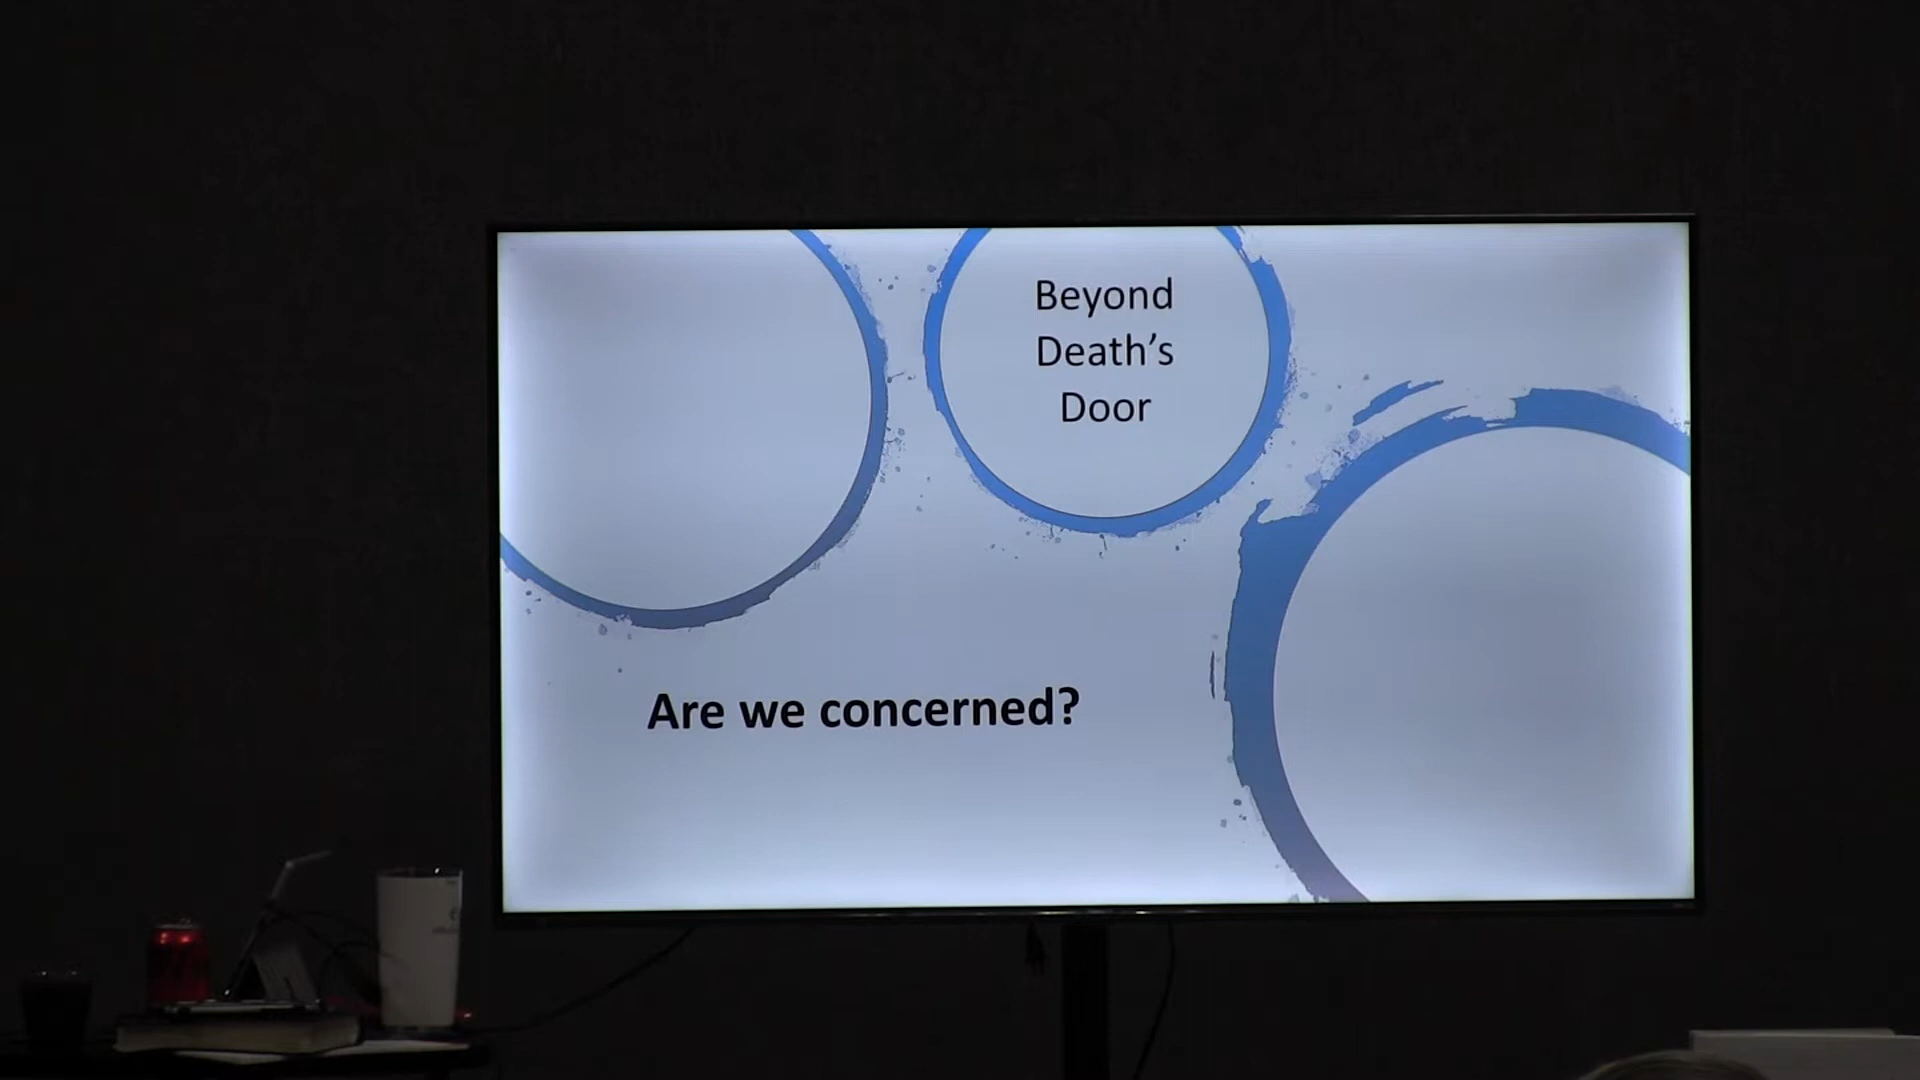 Beyond
Death’s
Door
Are we concerned?